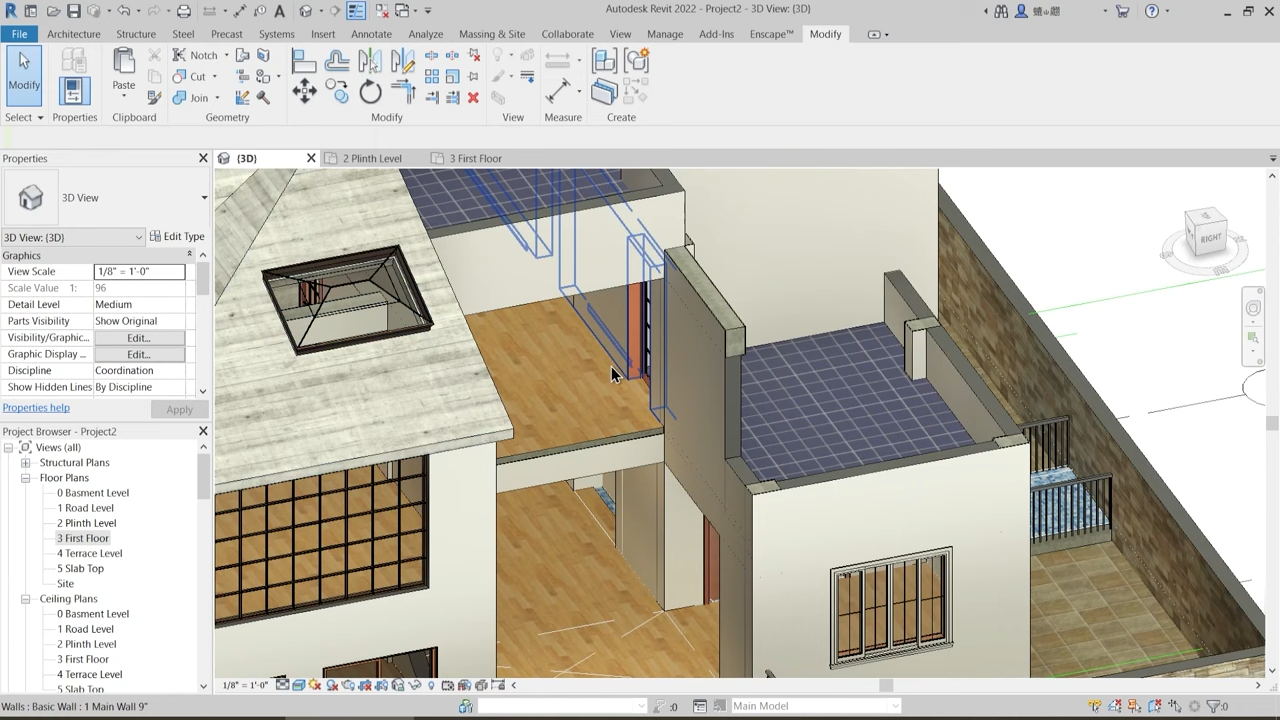 Autodesk Revit 2022 - Project2 - 3D View: {3D}
File Architecture Structure Steel Precast Systems Insert Annotate Analyze Massing & Site Collaborate View Manage Add-Ins Enscape™ Modify
Modify
Paste
Notch
Cut
Join
Select Properties Clipboard Geometry Modify View Measure Create
Properties
{3D} 2 Plinth Level 3 First Floor
3D View
3D View: {3D} Edit Type
Graphics
View Scale 1/8" = 1'-0"
Scale Value 1: 96
Detail Level Medium
Parts Visibility Show Original
Visibility/Graphic... Edit...
Graphic Display ... Edit...
Discipline Coordination
Show Hidden Lines By Discipline
Properties help Apply
RIGHT
Project Browser - Project2
Views (all)
Structural Plans
Floor Plans
0 Basment Level
1 Road Level
2 Plinth Level
3 First Floor
4 Terrace Level
5 Slab Top
Site
Ceiling Plans
0 Basment Level
1 Road Level
2 Plinth Level
3 First Floor
4 Terrace Level
5 Slab Top
1/8" = 1'-0"
Walls : Basic Wall : 1 Main Wall 9" :0 Main Model :0